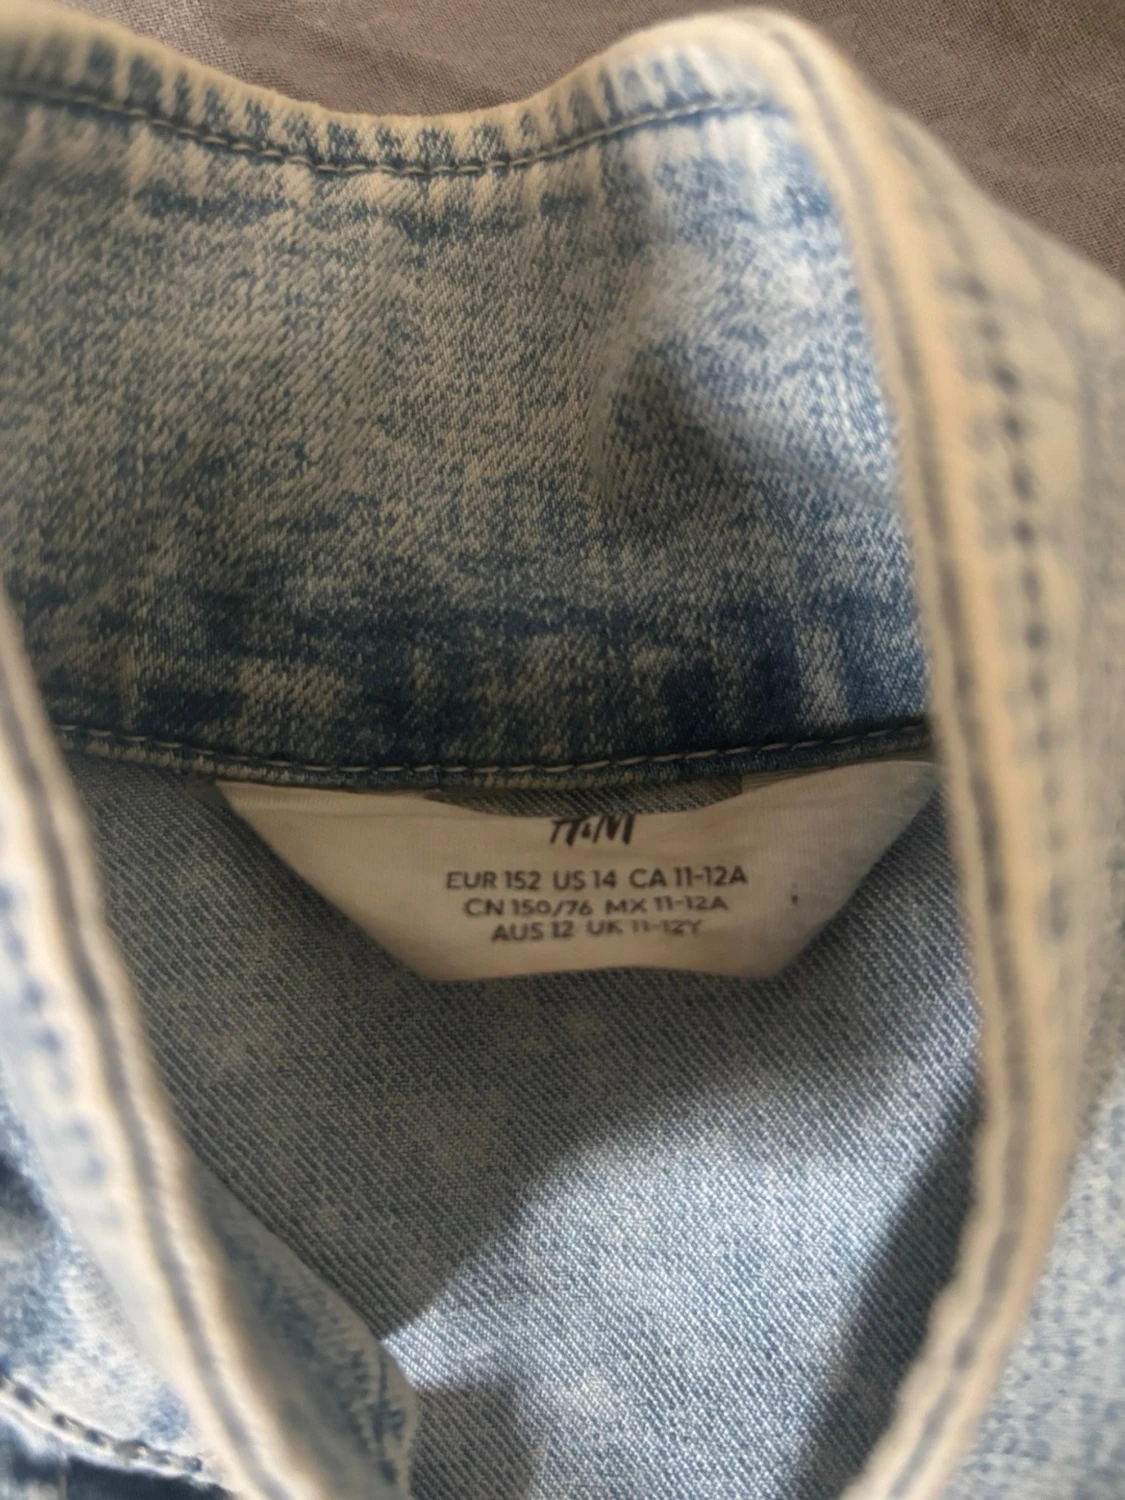 H&M
EUR 152 US 14 CA 11-12A
CN 150/76 MX 11-12A
AUS 12 UK 11-12Y